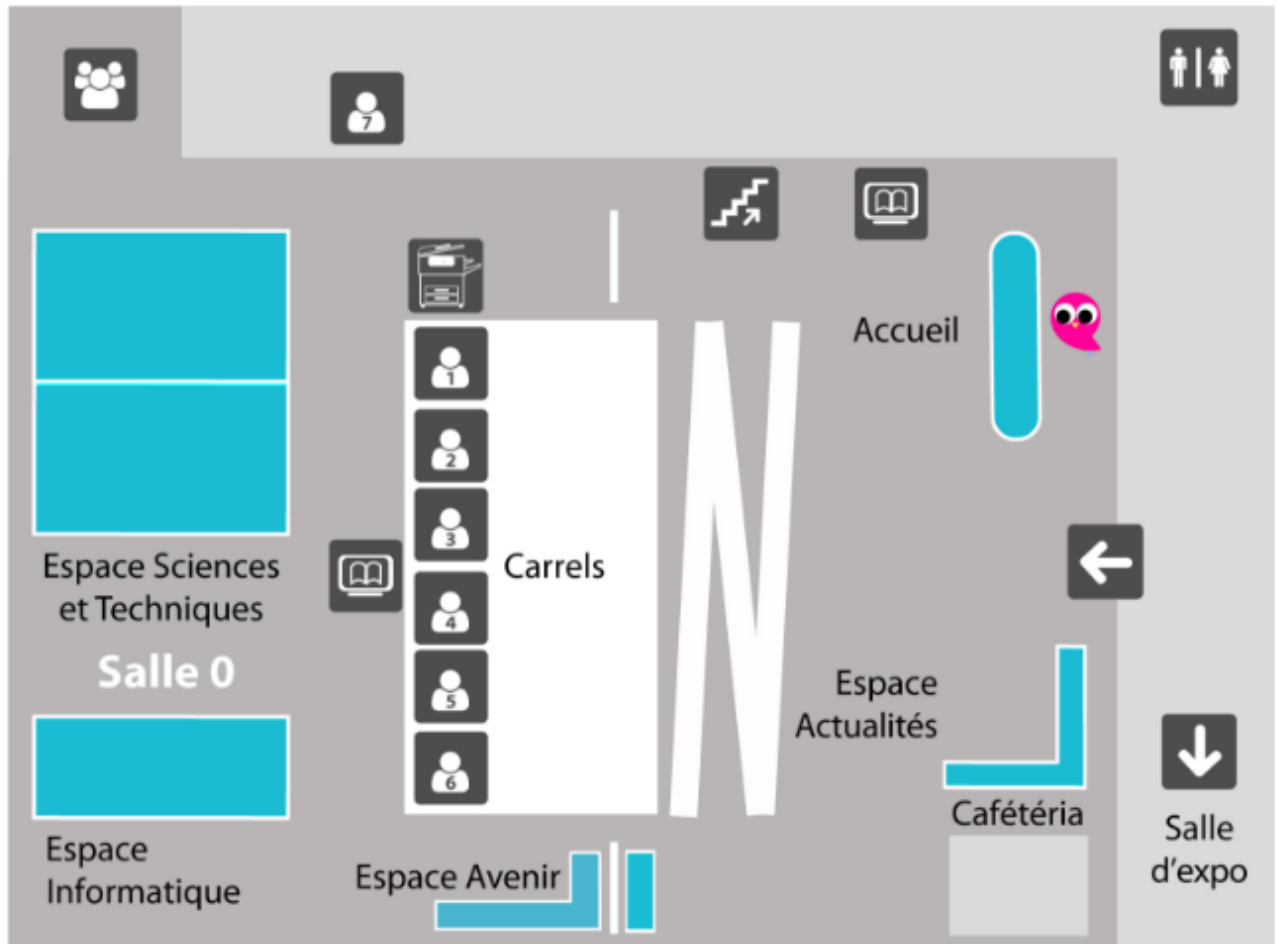 7
1
2
3
4
5
6
Carrels
Accueil
Espace Sciences
et Techniques
Salle 0
Espace
Informatique
Espace Avenir
Espace
Actualités
Cafétéria
Salle
d'expo